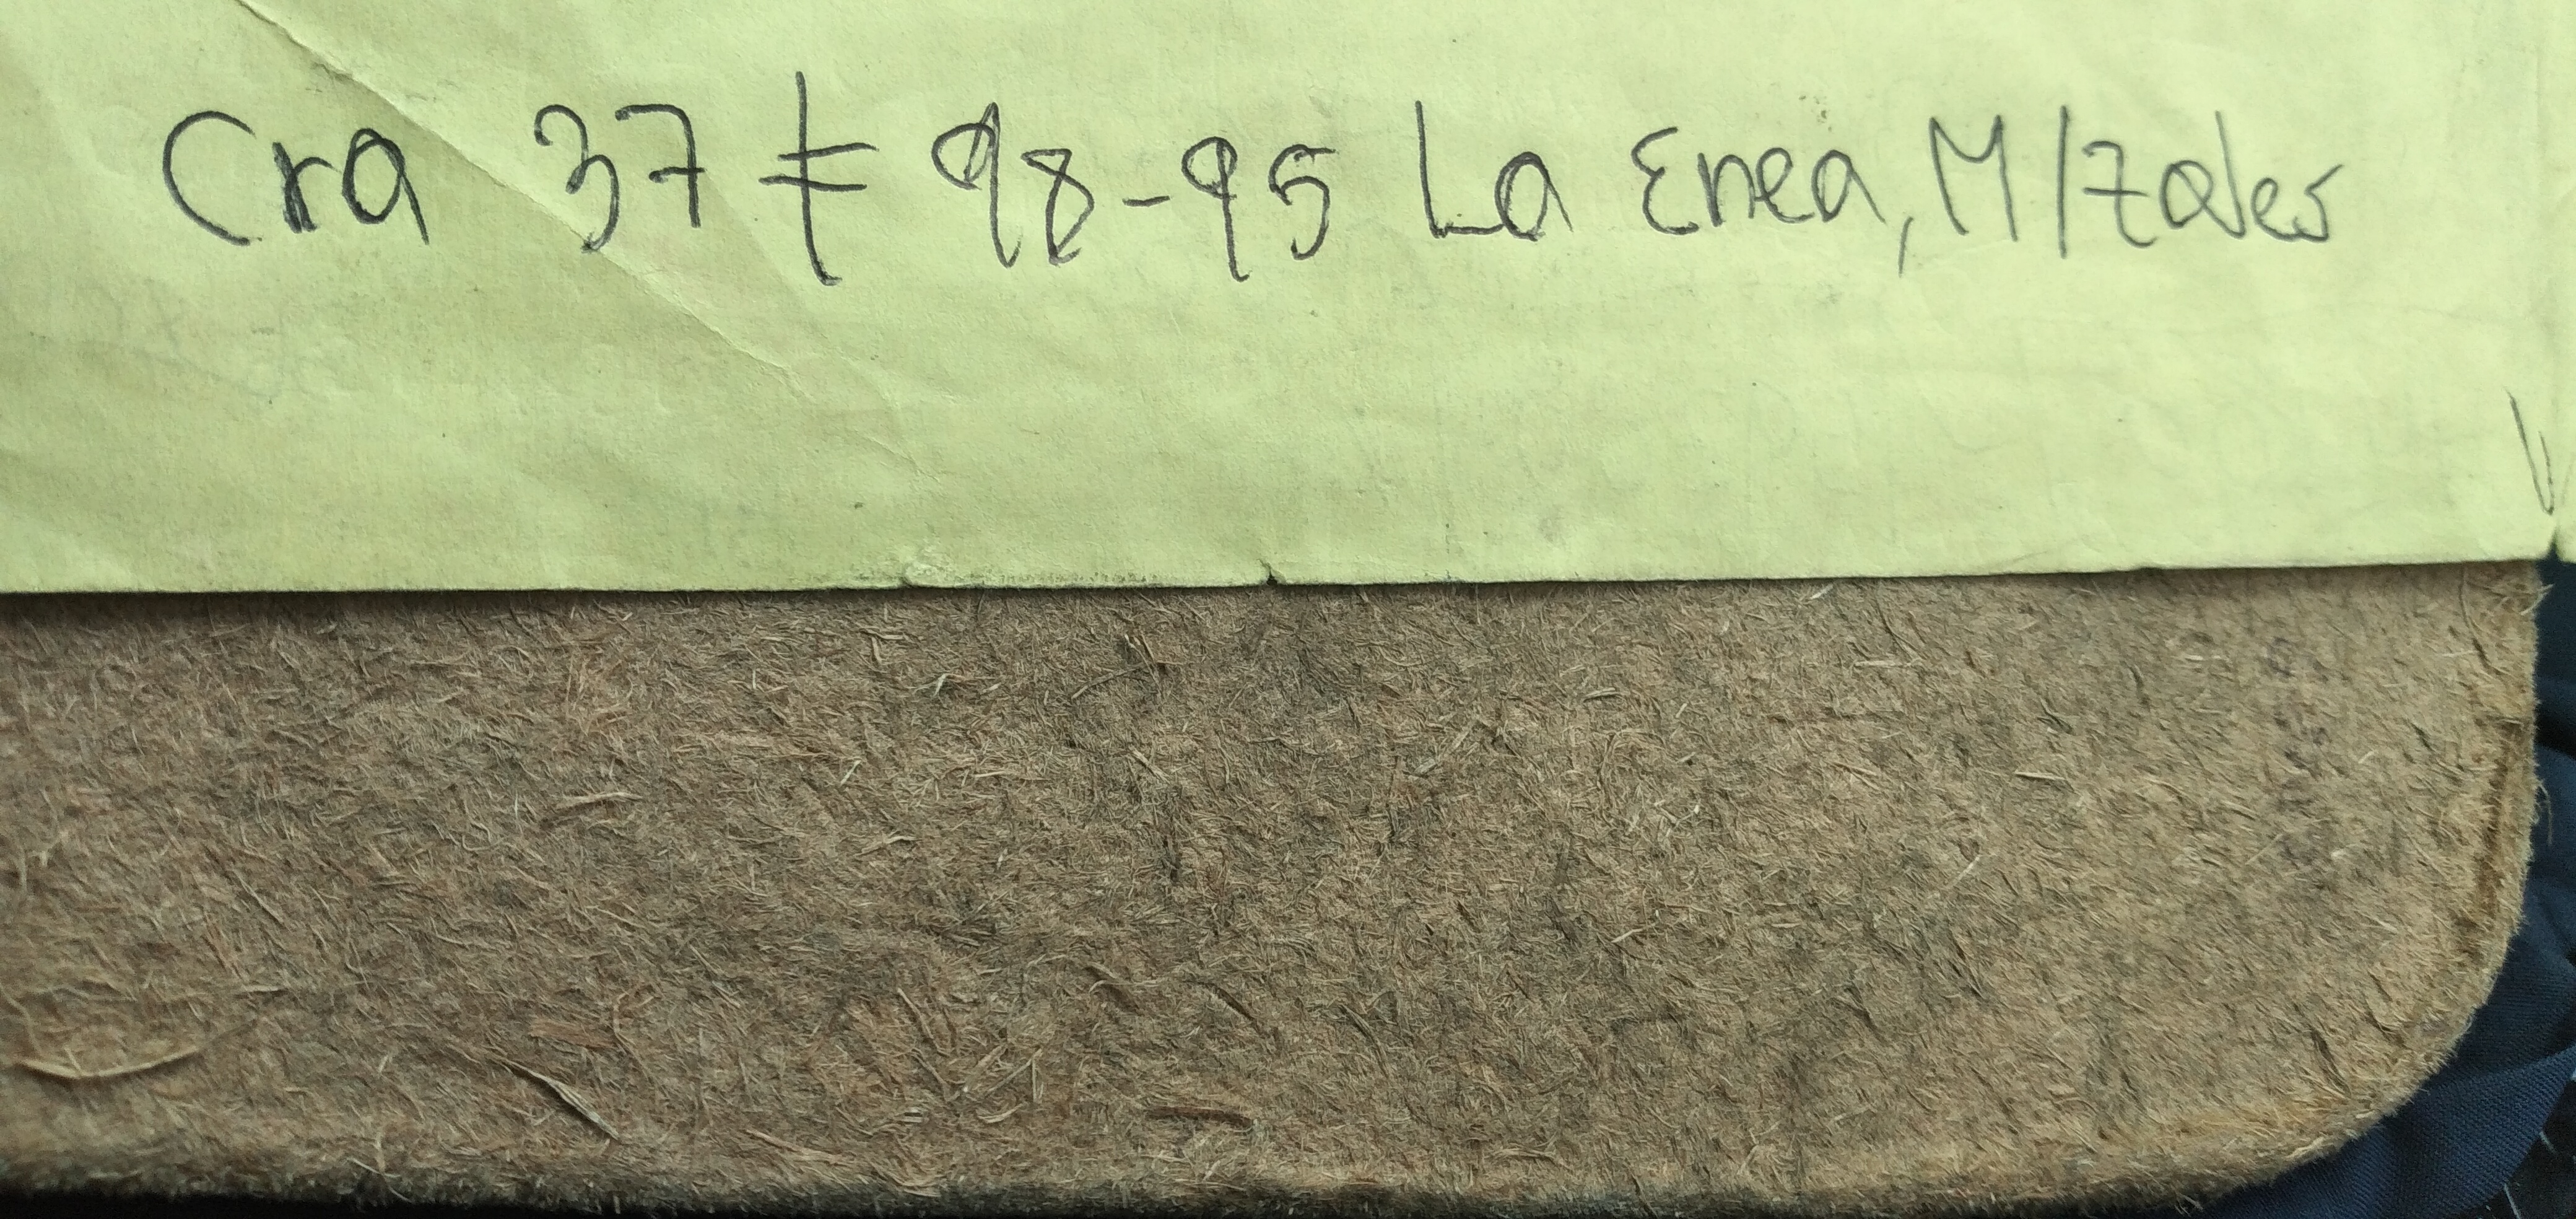 Cra 37 # 98-95 La Enea, M/zales